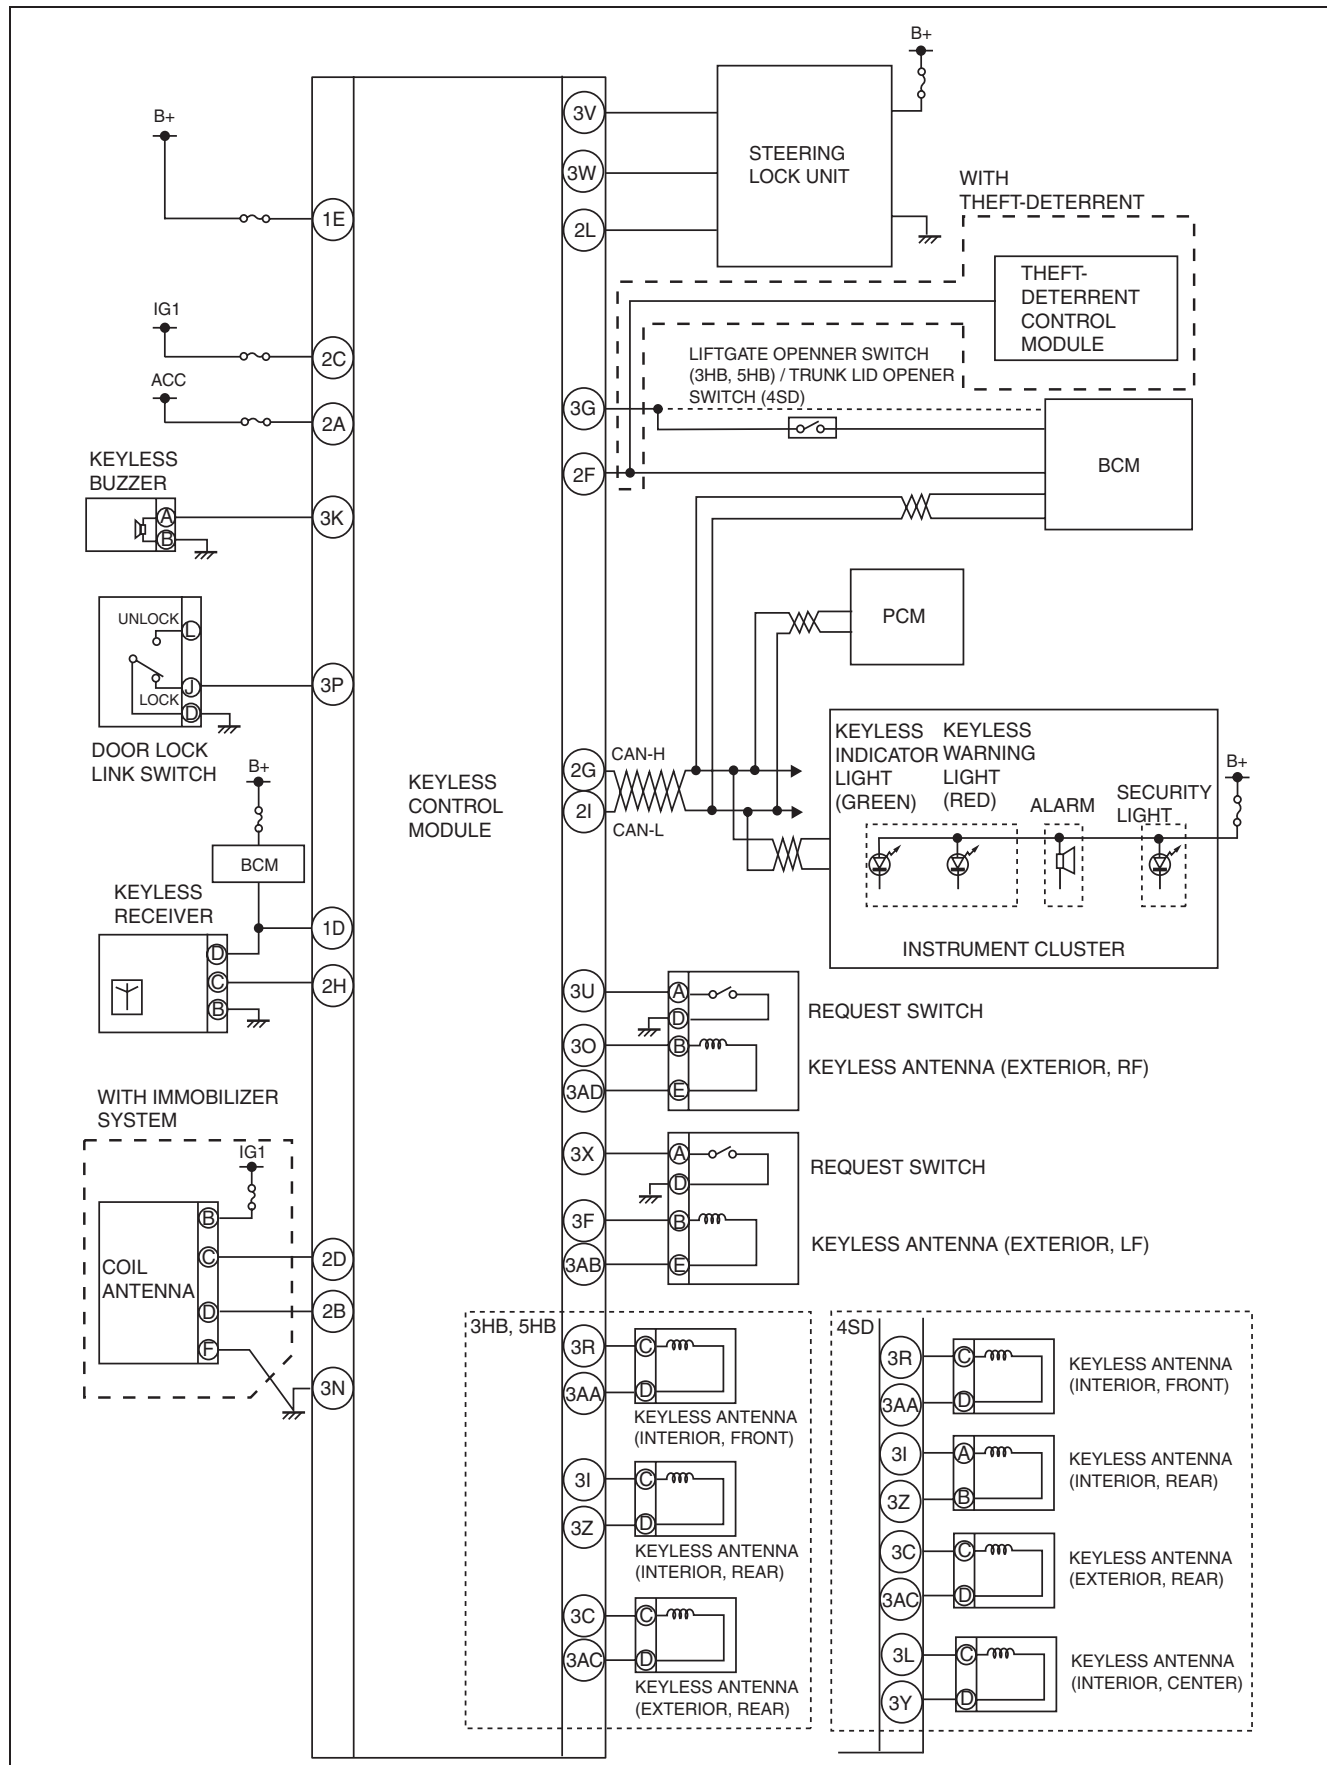 B+
1E
IG1
2C
ACC
2A
KEYLESS
BUZZER
A
B
3K
UNLOCK
L
J
LOCK
D
3P
DOOR LOCK
LINK SWITCH
B+
BCM
KEYLESS
RECEIVER
D
C
B
1D
2H
WITH IMMOBILIZER
SYSTEM
IG1
COIL
ANTENNA
B
C
D
F
2D
2B
3N
KEYLESS
CONTROL
MODULE
3V
3W
2L
STEERING
LOCK UNIT
B+
WITH
THEFT-DETERRENT
THEFT-
DETERRENT
CONTROL
MODULE
LIFTGATE OPENNER SWITCH
(3HB, 5HB) / TRUNK LID OPENER
SWITCH (4SD)
3G
2F
BCM
PCM
2G
CAN-H
2I
CAN-L
KEYLESS
INDICATOR
LIGHT
(GREEN)
KEYLESS
WARNING
LIGHT
(RED)
ALARM
SECURITY
LIGHT
B+
INSTRUMENT CLUSTER
3U
3O
3AD
A
D
B
E
REQUEST SWITCH
KEYLESS ANTENNA (EXTERIOR, RF)
3X
3F
3AB
A
D
B
E
REQUEST SWITCH
KEYLESS ANTENNA (EXTERIOR, LF)
3HB, 5HB
3R
3AA
C
D
KEYLESS ANTENNA
(INTERIOR, FRONT)
3I
3Z
C
D
KEYLESS ANTENNA
(INTERIOR, REAR)
3C
3AC
C
D
KEYLESS ANTENNA
(EXTERIOR, REAR)
4SD
3R
3AA
C
D
KEYLESS ANTENNA
(INTERIOR, FRONT)
3I
3Z
A
B
KEYLESS ANTENNA
(INTERIOR, REAR)
3C
3AC
C
D
KEYLESS ANTENNA
(EXTERIOR, REAR)
3L
3Y
C
D
KEYLESS ANTENNA
(INTERIOR, CENTER)